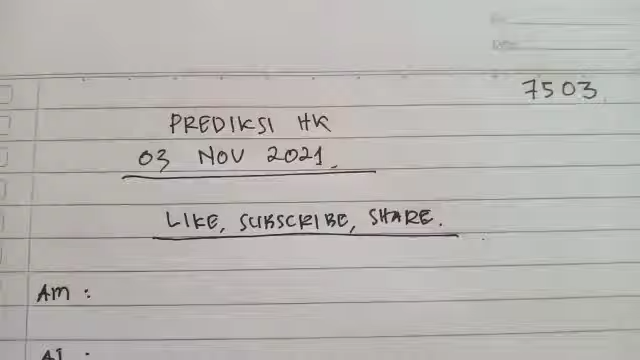 7503
PREDIKSI HK
03 NOV 2021
LIKE, SUBSCRIBE, SHARE.
AM :